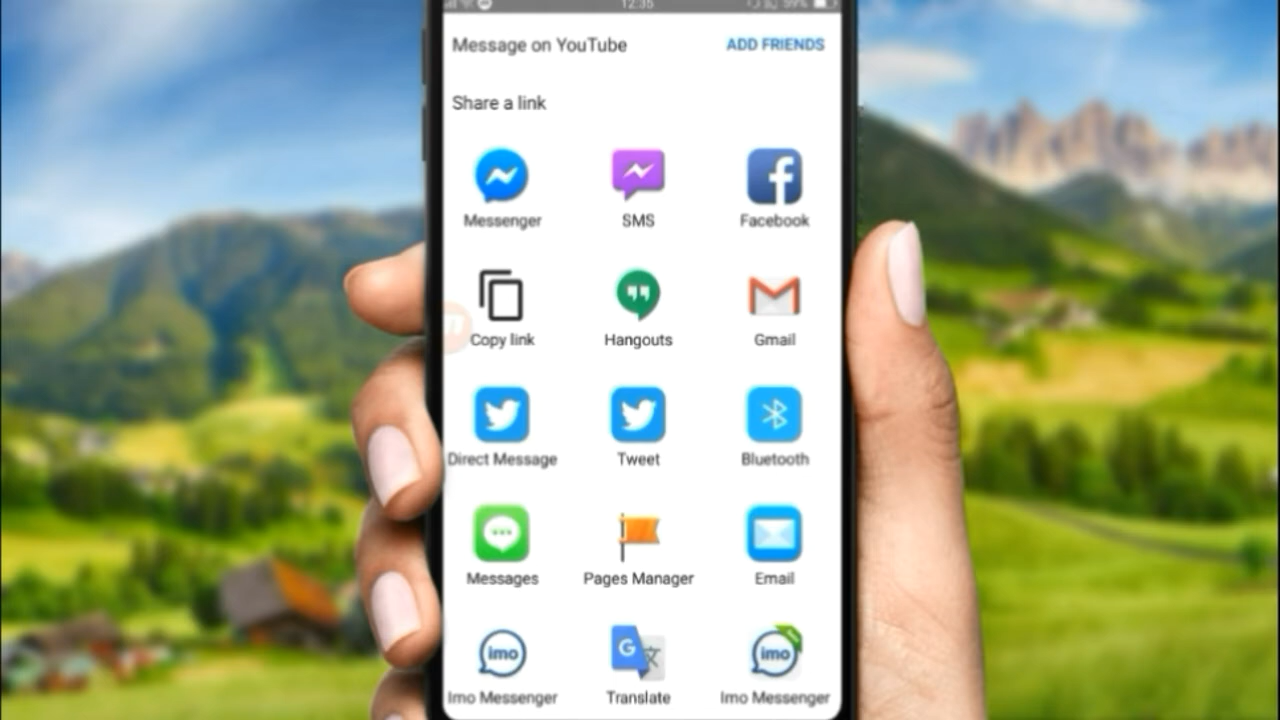 12:35
59%
Message on YouTube
ADD FRIENDS
Share a link
Messenger
SMS
Facebook
Copy link
Hangouts
Gmail
Direct Message
Tweet
Bluetooth
Messages
Pages Manager
Email
imo
G
imo
Imo Messenger
Translate
Imo Messenger